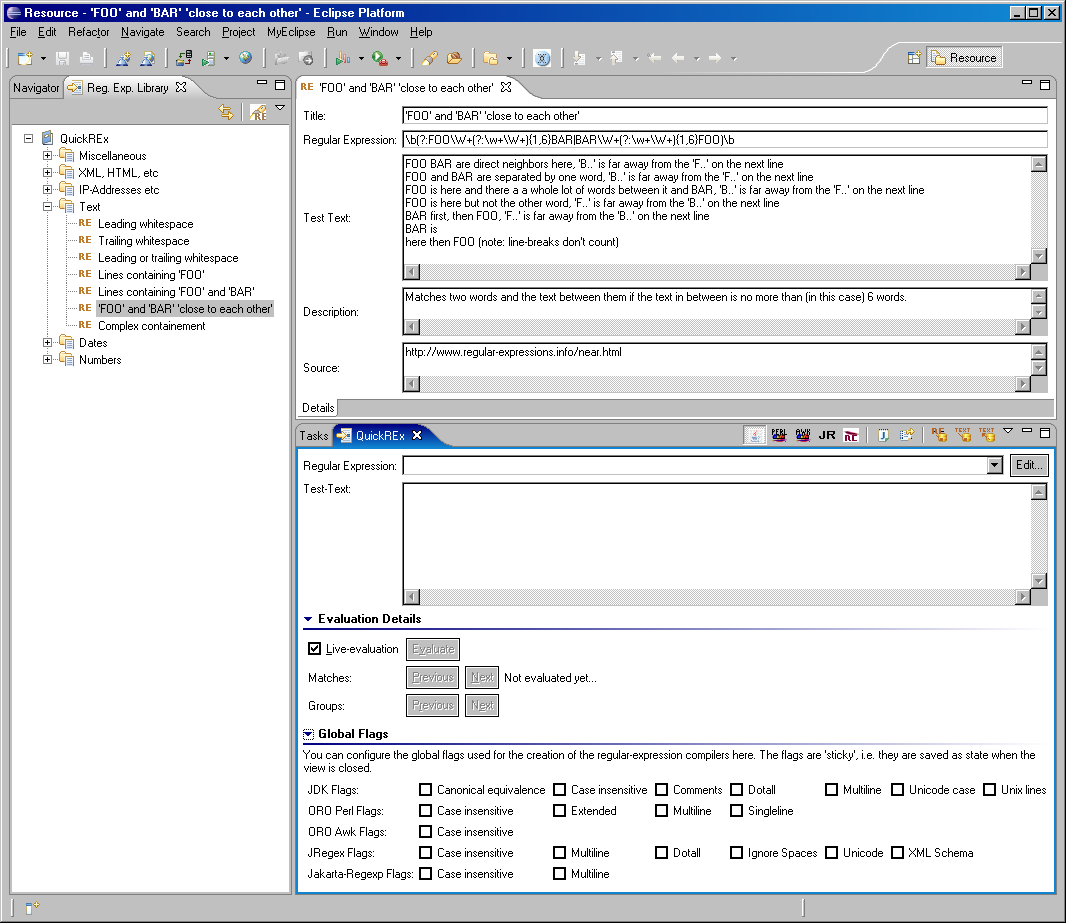 Resource - 'FOO' and 'BAR' 'close to each other' - Eclipse Platform
File Edit Refactor Navigate Search Project MyEclipse Run Window Help
Resource
Navigator Reg. Exp. Library
RE
QuickREx
Miscellaneous
XML, HTML, etc
IP-Addresses etc
Text
RE Leading whitespace
RE Trailing whitespace
RE Leading or trailing whitespace
RE Lines containing 'FOO'
RE Lines containing 'FOO' and 'BAR'
RE 'FOO' and 'BAR' 'close to each other'
RE Complex containement
Dates
Numbers
RE 'FOO' and 'BAR' 'close to each other'
Title: 'FOO' and 'BAR' 'close to each other'
Regular Expression: \b(?:FOO\W+(?:\w+\W+){1,6}BAR|BAR\W+(?:\w+\W+){1,6}FOO)\b
Test Text:
FOO BAR are direct neighbors here, 'B..' is far away from the 'F..' on the next line
FOO and BAR are separated by one word, 'B..' is far away from the 'F..' on the next line
FOO is here and there a a whole lot of words between it and BAR, 'B..' is far away from the 'F..' on the next line
FOO is here but not the other word, 'F..' is far away from the 'B..' on the next line
BAR first, then FOO, 'F..' is far away from the 'B..' on the next line
BAR is
here then FOO (note: line-breaks don't count)
Description:
Matches two words and the text between them if the text in between is no more than (in this case) 6 words.
Source:
http://www.regular-expressions.info/near.html
Details
Tasks QuickREx
PERL AWK JR RE RE TEXT TEXT
Regular Expression: Edit...
Test-Text:
Evaluation Details
Live-evaluation Evaluate
Matches: Previous Next Not evaluated yet...
Groups: Previous Next
Global Flags
You can configure the global flags used for the creation of the regular-expression compilers here. The flags are 'sticky', i.e. they are saved as state when the
view is closed.
JDK Flags: Canonical equivalence Case insensitive Comments Dotall Multiline Unicode case Unix lines
ORO Perl Flags: Case insensitive Extended Multiline Singleline
ORO Awk Flags: Case insensitive
JRegex Flags: Case insensitive Multiline Dotall Ignore Spaces Unicode XML Schema
Jakarta-Regexp Flags: Case insensitive Multiline